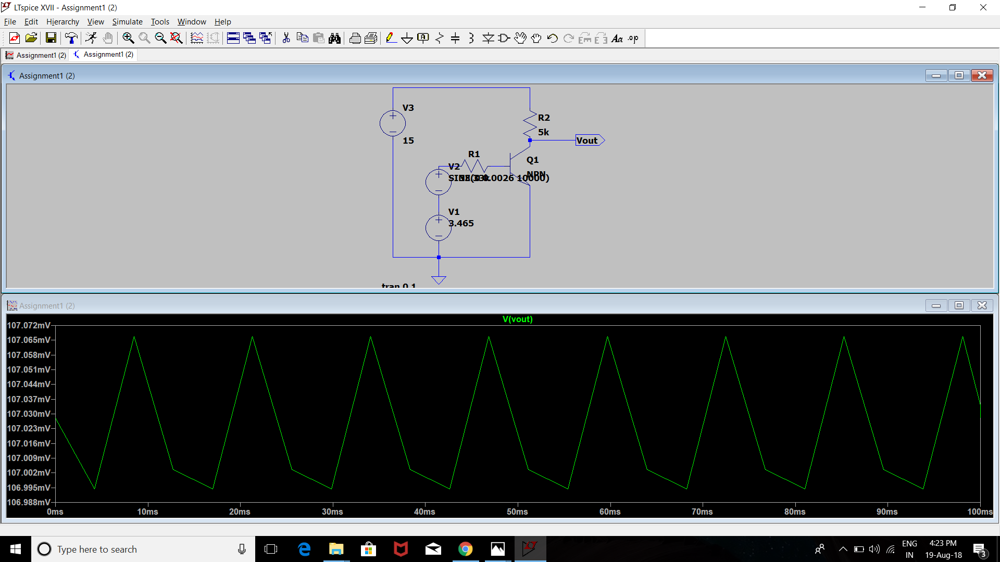 LTspice XVII - Assignment1 (2)
File Edit Hierarchy View Simulate Tools Window Help
Assignment1 (2) Assignment1 (2)
Assignment1 (2)
V3
15
R2
5k
Vout
R1
Q1
NPN
V2
SINE(0 0.0026 10000)
V1
3.465
tran 0.1
Assignment1 (2)
V(vout)
107.072mV
107.065mV
107.058mV
107.051mV
107.044mV
107.037mV
107.030mV
107.023mV
107.016mV
107.009mV
107.002mV
106.995mV
106.988mV
0ms 10ms 20ms 30ms 40ms 50ms 60ms 70ms 80ms 90ms 100ms
Type here to search
ENG
IN
4:23 PM
19-Aug-18
3